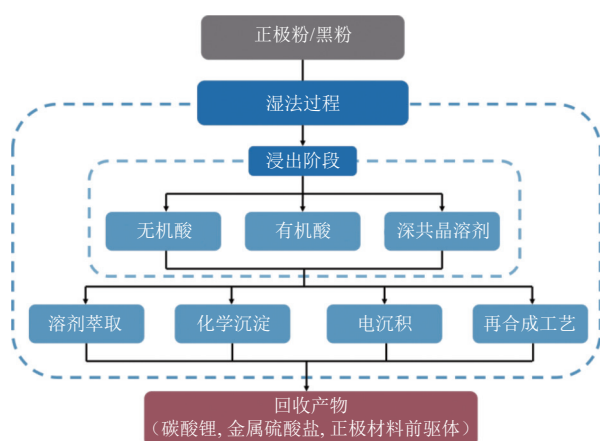 正极粉/黑粉
湿法过程
浸出阶段
无机酸
有机酸
深共晶溶剂
溶剂萃取
化学沉淀
电沉积
再合成工艺
回收产物
（碳酸锂, 金属硫酸盐, 正极材料前驱体）